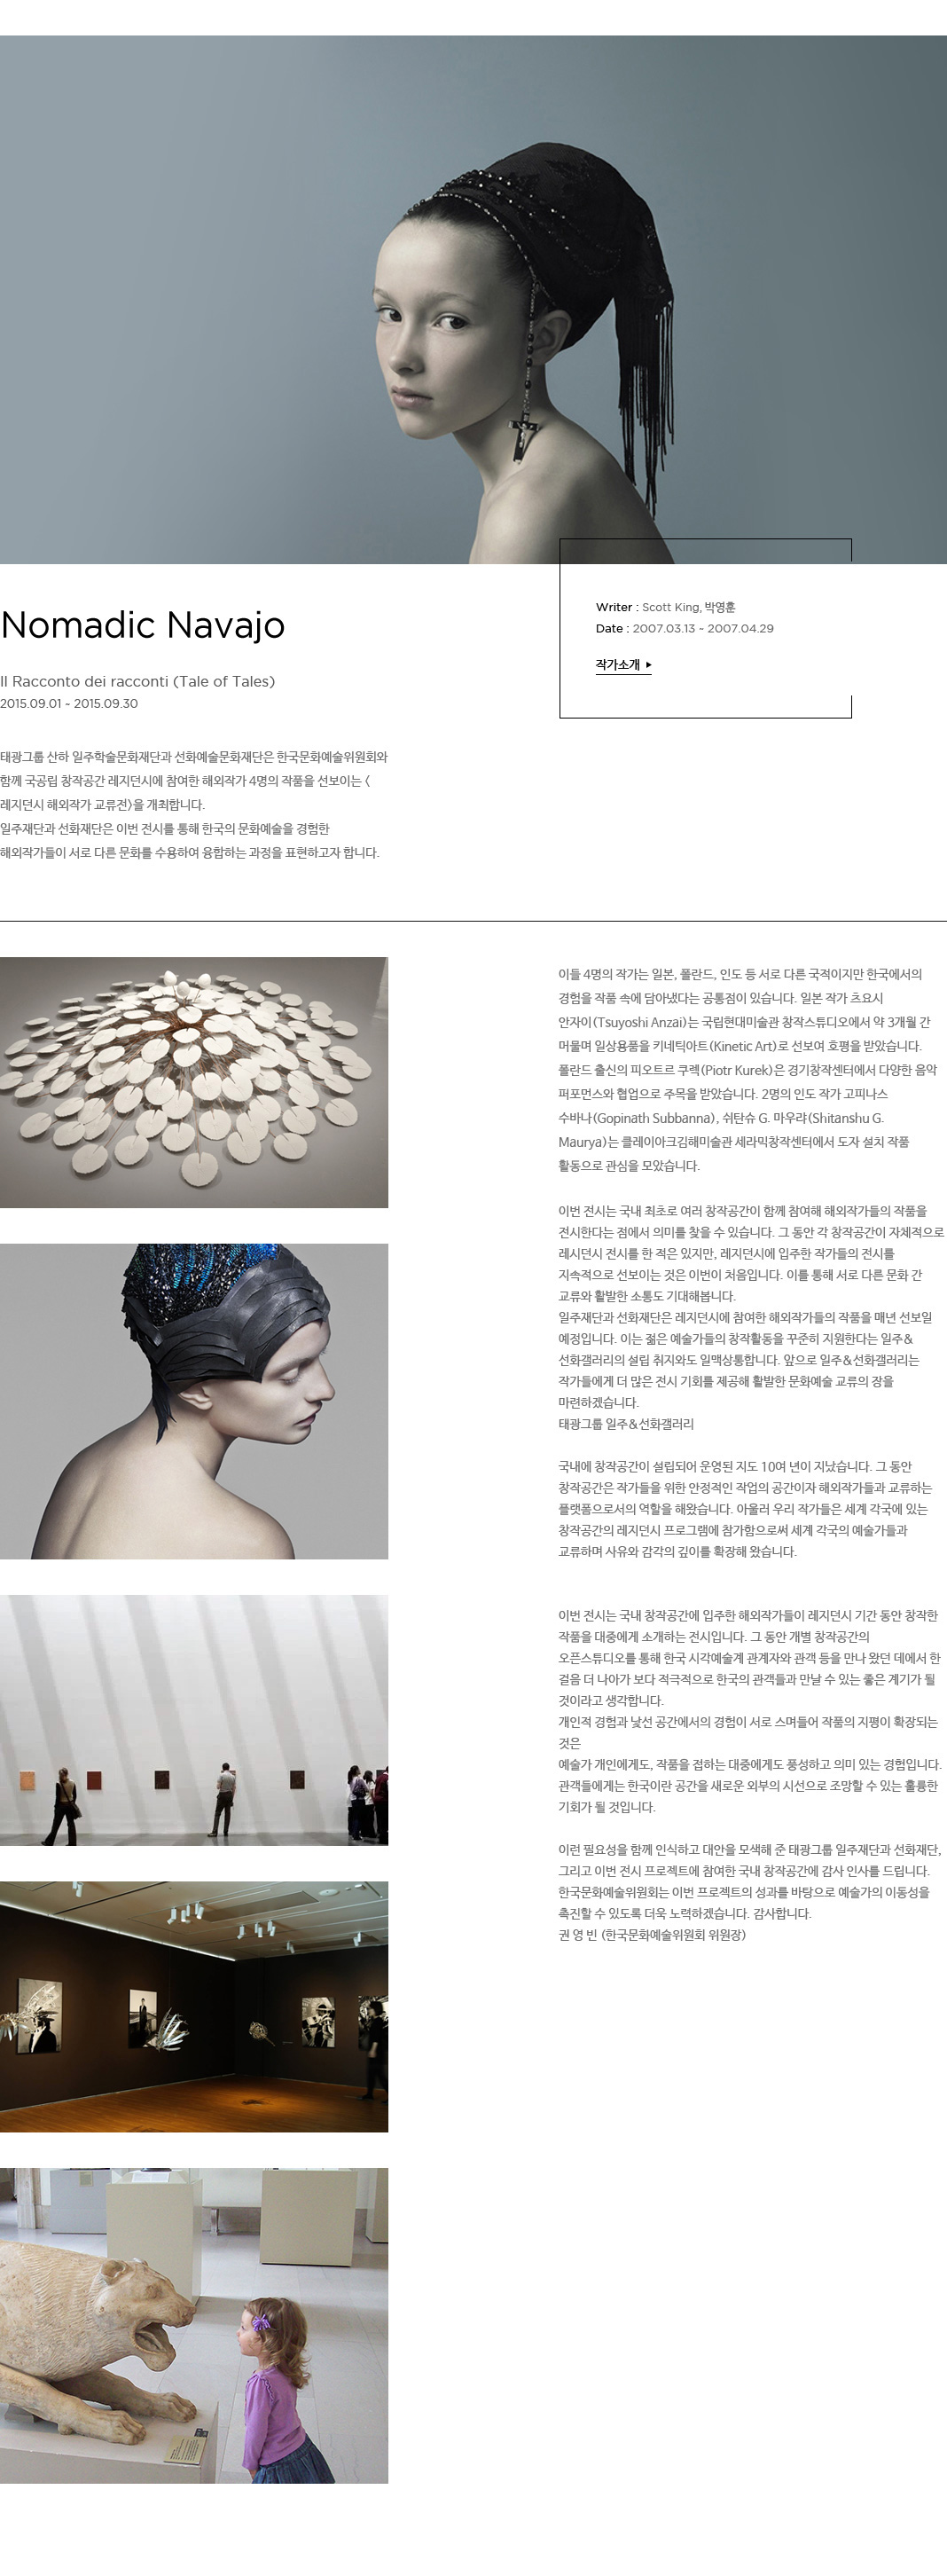 Nomadic Navajo
Il Racconto dei racconti (Tale of Tales)
2015.09.01 ~ 2015.09.30
태광그룹 산하 일주학술문화재단과 선화예술문화재단은 한국문화예술위원회와
함께 국공립 창작공간 레지던시에 참여한 해외작가 4명의 작품을 선보이는 <
레지던시 해외작가 교류전>을 개최합니다.
일주재단과 선화재단은 이번 전시를 통해 한국의 문화예술을 경험한
해외작가들이 서로 다른 문화를 수용하여 융합하는 과정을 표현하고자 합니다.
Writer : Scott King, 박영훈
Date : 2007.03.13 ~ 2007.04.29
작가소개 ▶
이들 4명의 작가는 일본, 폴란드, 인도 등 서로 다른 국적이지만 한국에서의
경험을 작품 속에 담아냈다는 공통점이 있습니다. 일본 작가 츠요시
안자이(Tsuyoshi Anzai)는 국립현대미술관 창작스튜디오에서 약 3개월 간
머물며 일상용품을 키네틱아트(Kinetic Art)로 선보여 호평을 받았습니다.
폴란드 출신의 피오트르 쿠렉(Piotr Kurek)은 경기창작센터에서 다양한 음악
퍼포먼스와 협업으로 주목을 받았습니다. 2명의 인도 작가 고피나스
수바나(Gopinath Subbanna), 쉬탄슈 G. 마우랴(Shitanshu G.
Maurya)는 클레이아크김해미술관 세라믹창작센터에서 도자 설치 작품
활동으로 관심을 모았습니다.
이번 전시는 국내 최초로 여러 창작공간이 함께 참여해 해외작가들의 작품을
전시한다는 점에서 의미를 찾을 수 있습니다. 그 동안 각 창작공간이 자체적으로
레시던시 전시를 한 적은 있지만, 레지던시에 입주한 작가들의 전시를
지속적으로 선보이는 것은 이번이 처음입니다. 이를 통해 서로 다른 문화 간
교류와 활발한 소통도 기대해봅니다.
일주재단과 선화재단은 레지던시에 참여한 해외작가들의 작품을 매년 선보일
예정입니다. 이는 젊은 예술가들의 창작활동을 꾸준히 지원한다는 일주&
선화갤러리의 설립 취지와도 일맥상통합니다. 앞으로 일주&선화갤러리는
작가들에게 더 많은 전시 기회를 제공해 활발한 문화예술 교류의 장을
마련하겠습니다.
태광그룹 일주&선화갤러리
국내에 창작공간이 설립되어 운영된 지도 10여 년이 지났습니다. 그 동안
창작공간은 작가들을 위한 안정적인 작업의 공간이자 해외작가들과 교류하는
플랫폼으로서의 역할을 해왔습니다. 아울러 우리 작가들은 세계 각국에 있는
창작공간의 레지던시 프로그램에 참가함으로써 세계 각국의 예술가들과
교류하며 사유와 감각의 깊이를 확장해 왔습니다.
이번 전시는 국내 창작공간에 입주한 해외작가들이 레지던시 기간 동안 창작한
작품을 대중에게 소개하는 전시입니다. 그 동안 개별 창작공간의
오픈스튜디오를 통해 한국 시각예술계 관계자와 관객 등을 만나 왔던 데에서 한
걸음 더 나아가 보다 적극적으로 한국의 관객들과 만날 수 있는 좋은 계기가 될
것이라고 생각합니다.
개인적 경험과 낯선 공간에서의 경험이 서로 스며들어 작품의 지평이 확장되는
것은
예술가 개인에게도, 작품을 접하는 대중에게도 풍성하고 의미 있는 경험입니다.
관객들에게는 한국이란 공간을 새로운 외부의 시선으로 조망할 수 있는 훌륭한
기회가 될 것입니다.
이런 필요성을 함께 인식하고 대안을 모색해 준 태광그룹 일주재단과 선화재단,
그리고 이번 전시 프로젝트에 참여한 국내 창작공간에 감사 인사를 드립니다.
한국문화예술위원회는 이번 프로젝트의 성과를 바탕으로 예술가의 이동성을
촉진할 수 있도록 더욱 노력하겠습니다. 감사합니다.
권 영 빈 (한국문화예술위원회 위원장)